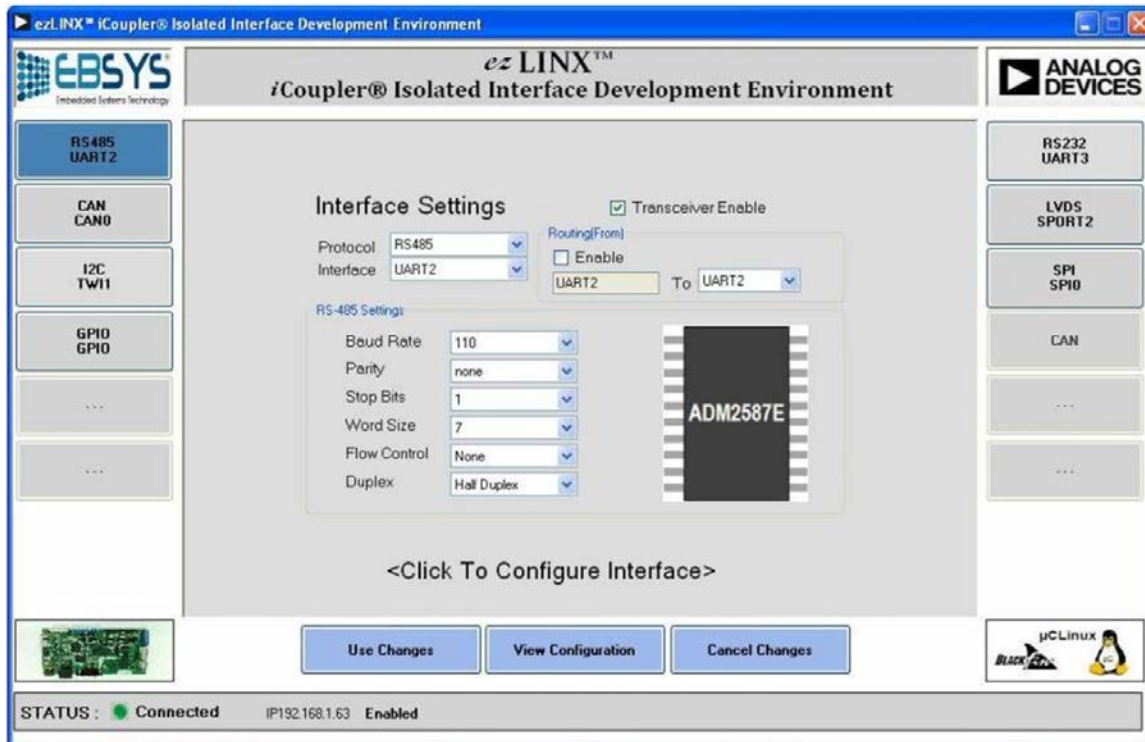 ezLINX™ iCoupler® Isolated Interface Development Environment
EBSYS
Embedded Systems Technology
ez LINX™
iCoupler® Isolated Interface Development Environment
ANALOG
DEVICES
RS485
UART2
CAN
CAN0
I2C
TWI1
GPIO
GPIO
...
...
Interface Settings
Transceiver Enable
Protocol RS485
Interface UART2
Routing(From)
Enable
UART2 To UART2
RS-485 Settings
Baud Rate 110
Parity none
Stop Bits 1
Word Size 7
Flow Control None
Duplex Half Duplex
ADM2587E
<Click To Configure Interface>
RS232
UART3
LVDS
SPORT2
SPI
SPI0
CAN
...
...
Use Changes
View Configuration
Cancel Changes
µCLinux
STATUS : Connected IP192.168.1.63 Enabled